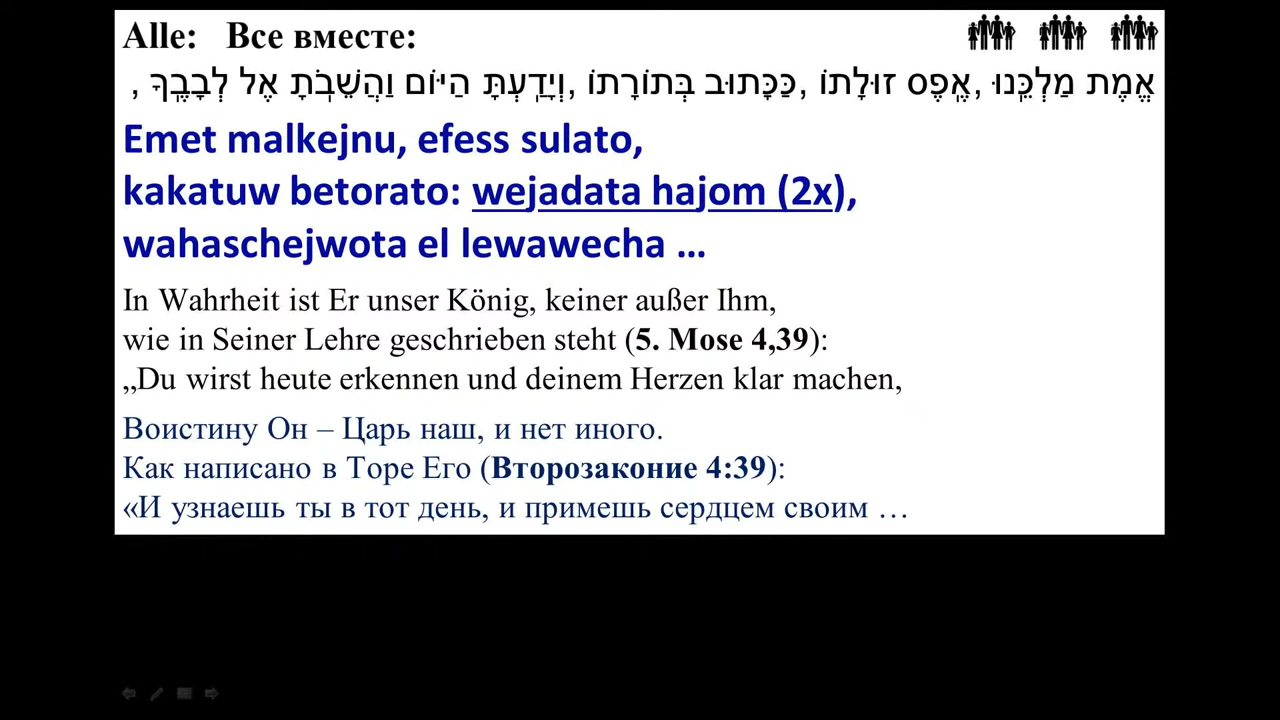 Alle: Все вместе:
אֱמֶת מַלְכֵּנוּ, אֶפֶס זוּלָתוֹ, כַּכָּתוּב בְּתוֹרָתוֹ, וְיָדַעְתָּ הַיּוֹם וַהֲשֵׁבֹתָ אֶל לְבָבֶךָ,
Emet malkejnu, efess sulato,
kakatuw betorato: wejadata hajom (2x),
wahaschejwota el lewawecha ...
In Wahrheit ist Er unser König, keiner außer Ihm,
wie in Seiner Lehre geschrieben steht (5. Mose 4,39):
„Du wirst heute erkennen und deinem Herzen klar machen,
Воистину Он – Царь наш, и нет иного.
Как написано в Торе Его (Второзаконие 4:39):
«И узнаешь ты в тот день, и примешь сердцем своим …